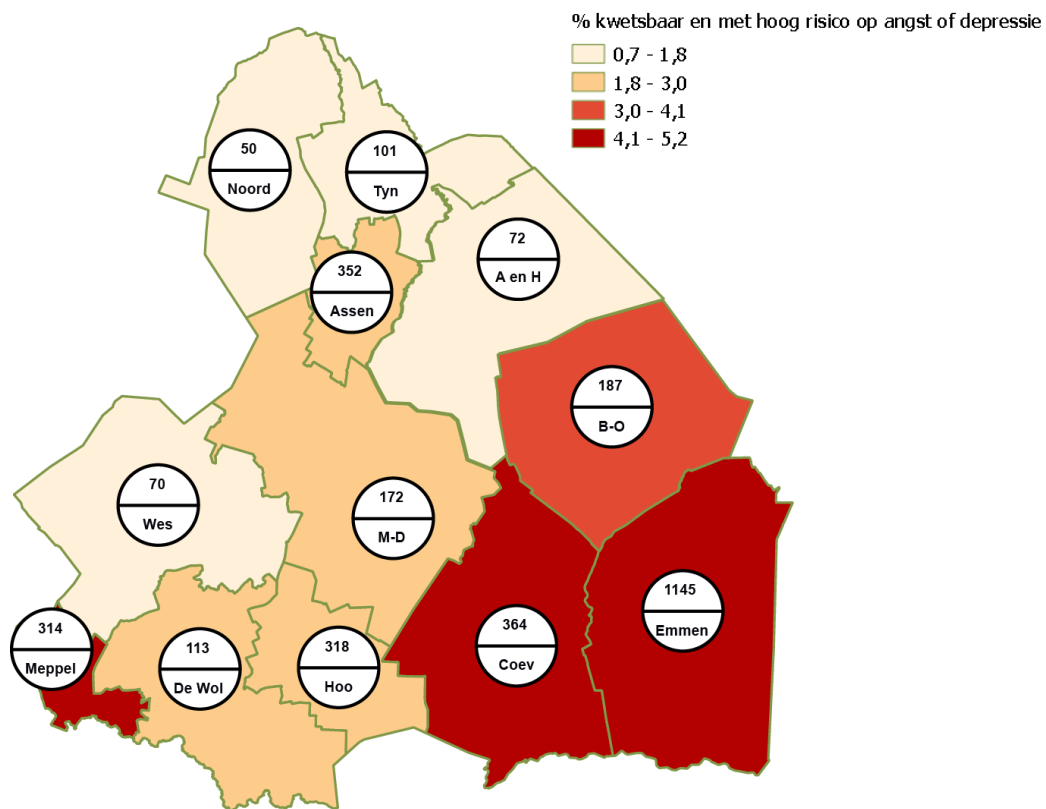 % kwetsbaar en met hoog risico op angst of depressie
0,7 - 1,8
1,8 - 3,0
3,0 - 4,1
4,1 - 5,2
50
Noord
101
Tyn
72
A en H
352
Assen
187
B-O
70
Wes
172
M-D
1145
Emmen
314
Meppel
113
De Wol
318
Hoo
364
Coev